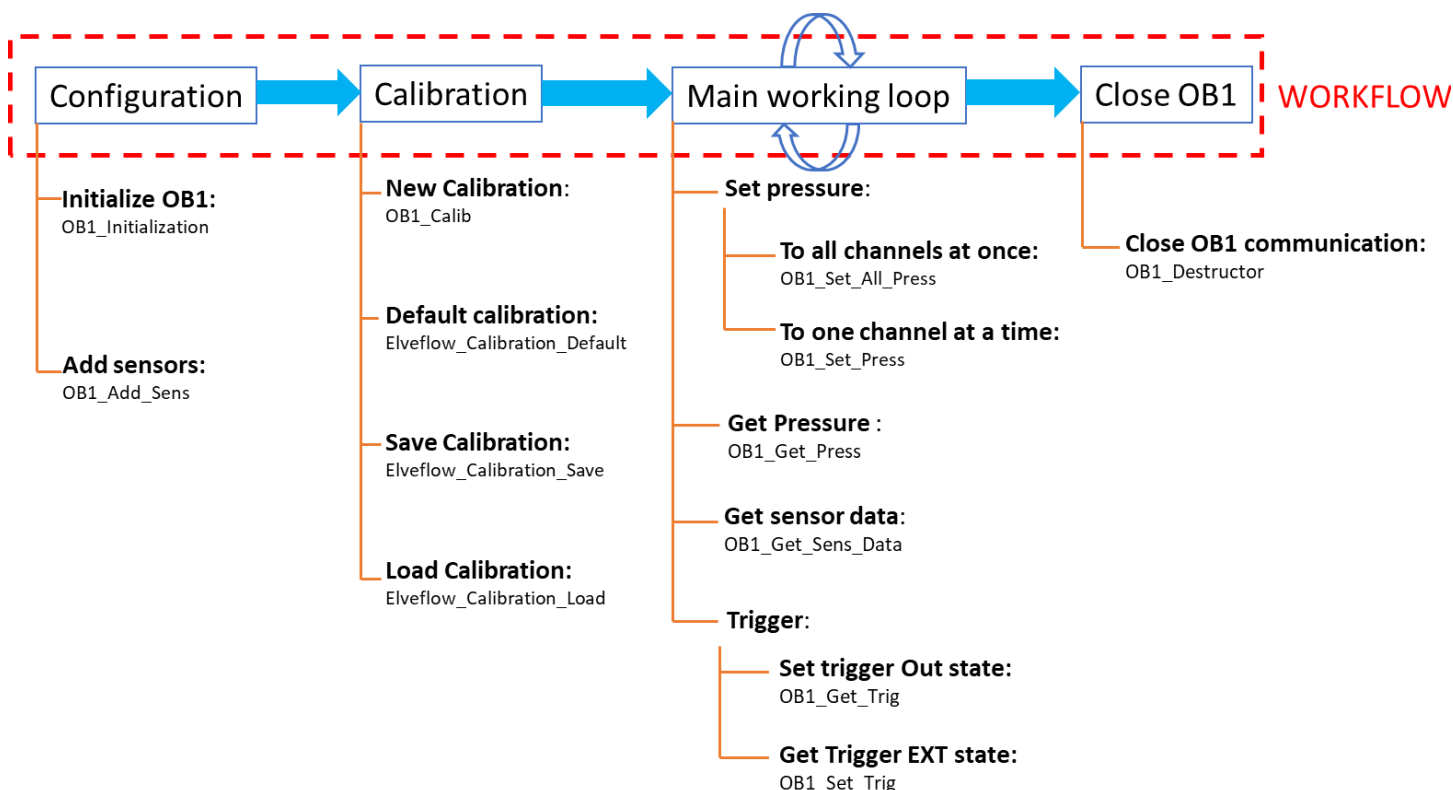 Configuration
Calibration
Main working loop
Close OB1
WORKFLOW
Initialize OB1:
OB1_Initialization
Add sensors:
OB1_Add_Sens
New Calibration:
OB1_Calib
Default calibration:
Elveflow_Calibration_Default
Save Calibration:
Elveflow_Calibration_Save
Load Calibration:
Elveflow_Calibration_Load
Set pressure:
To all channels at once:
OB1_Set_All_Press
To one channel at a time:
OB1_Set_Press
Get Pressure :
OB1_Get_Press
Get sensor data:
OB1_Get_Sens_Data
Trigger:
Set trigger Out state:
OB1_Get_Trig
Get Trigger EXT state:
OB1_Set_Trig
Close OB1 communication:
OB1_Destructor